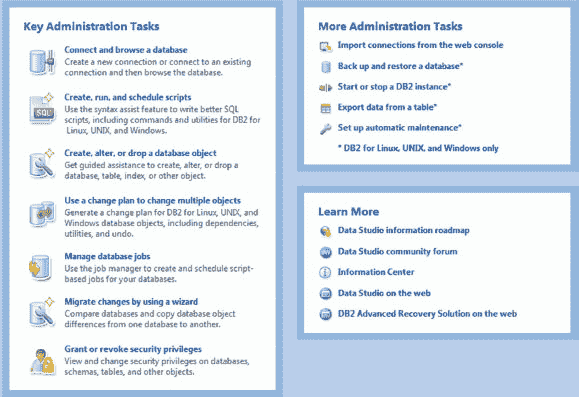 Key Administration Tasks
Connect and browse a database
Create a new connection or connect to an existing
connection and then browse the database.
Create, run, and schedule scripts
SQL
Use the syntax assist feature to write better SQL
scripts, including commands and utilities for DB2 for
Linux, UNIX, and Windows.
Create, alter, or drop a database object
Get guided assistance to create, alter, or drop a
database, table, index, or other object.
Use a change plan to change multiple objects
Generate a change plan for DB2 for Linux, UNIX, and
Windows database objects, including dependencies,
utilities, and undo.
Manage database jobs
Use the job manager to create and schedule script-
based jobs for your databases.
Migrate changes by using a wizard
Compare databases and copy database object
differences from one database to another.
Grant or revoke security privileges
View and change security privileges on databases,
schemas, tables, and other objects.
More Administration Tasks
Import connections from the web console
Back up and restore a database*
Start or stop a DB2 instance*
Export data from a table*
Set up automatic maintenance*
* DB2 for Linux, UNIX, and Windows only
Learn More
Data Studio information roadmap
Data Studio community forum
Information Center
Data Studio on the web
DB2 Advanced Recovery Solution on the web